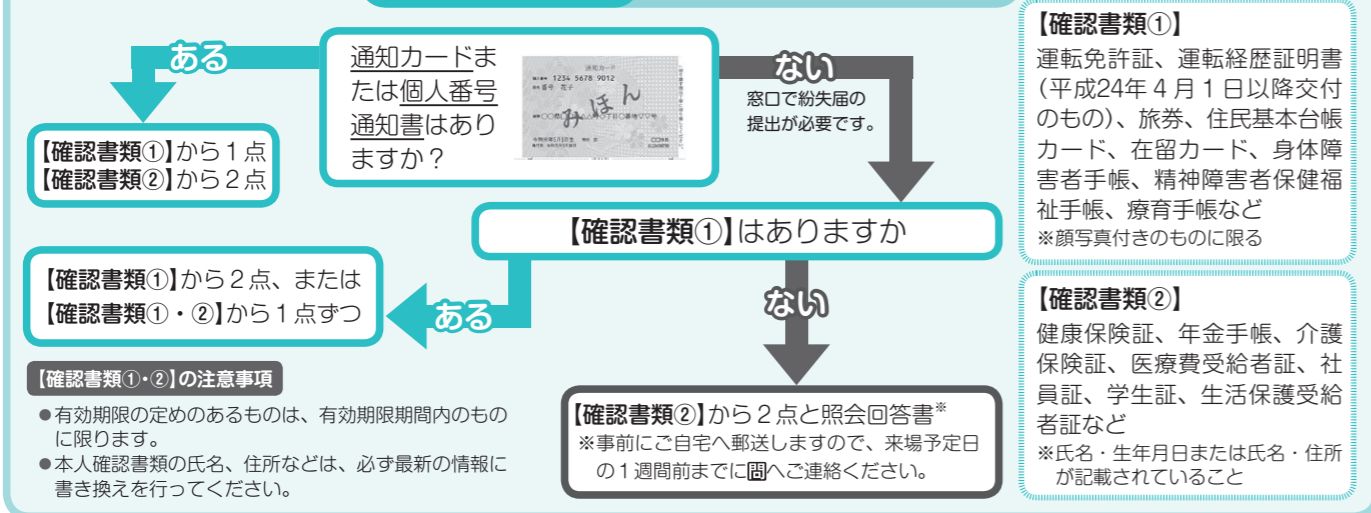 ある
通知カードま
たは個人番号
通知書はあり
ますか？
通知カード
個人番号 1234 5678 9012
氏名 番号 花子
みほん
ない
窓口で紛失届の
提出が必要です。
【確認書類①】から１点
【確認書類②】から２点
【確認書類①】はありますか
ある
【確認書類①】から２点、または
【確認書類①・②】から１点ずつ
ない
【確認書類②】から２点と照会回答書※
※事前にご自宅へ郵送しますので、来場予定日
の１週間前までに問へご連絡ください。
【確認書類①・②】の注意事項
●有効期限の定めのあるものは、有効期限期間内のもの
に限ります。
●本人確認書類の氏名、住所などは、必ず最新の情報に
書き換えを行ってください。
【確認書類①】
運転免許証、運転経歴証明書
（平成24年４月１日以降交付
のもの）、旅券、住民基本台帳
カード、在留カード、身体障
害者手帳、精神障害者保健福
祉手帳、療育手帳など
※顔写真付きのものに限る
【確認書類②】
健康保険証、年金手帳、介護
保険証、医療費受給者証、社
員証、学生証、生活保護受給
者証など
※氏名・生年月日または氏名・住所
が記載されていること